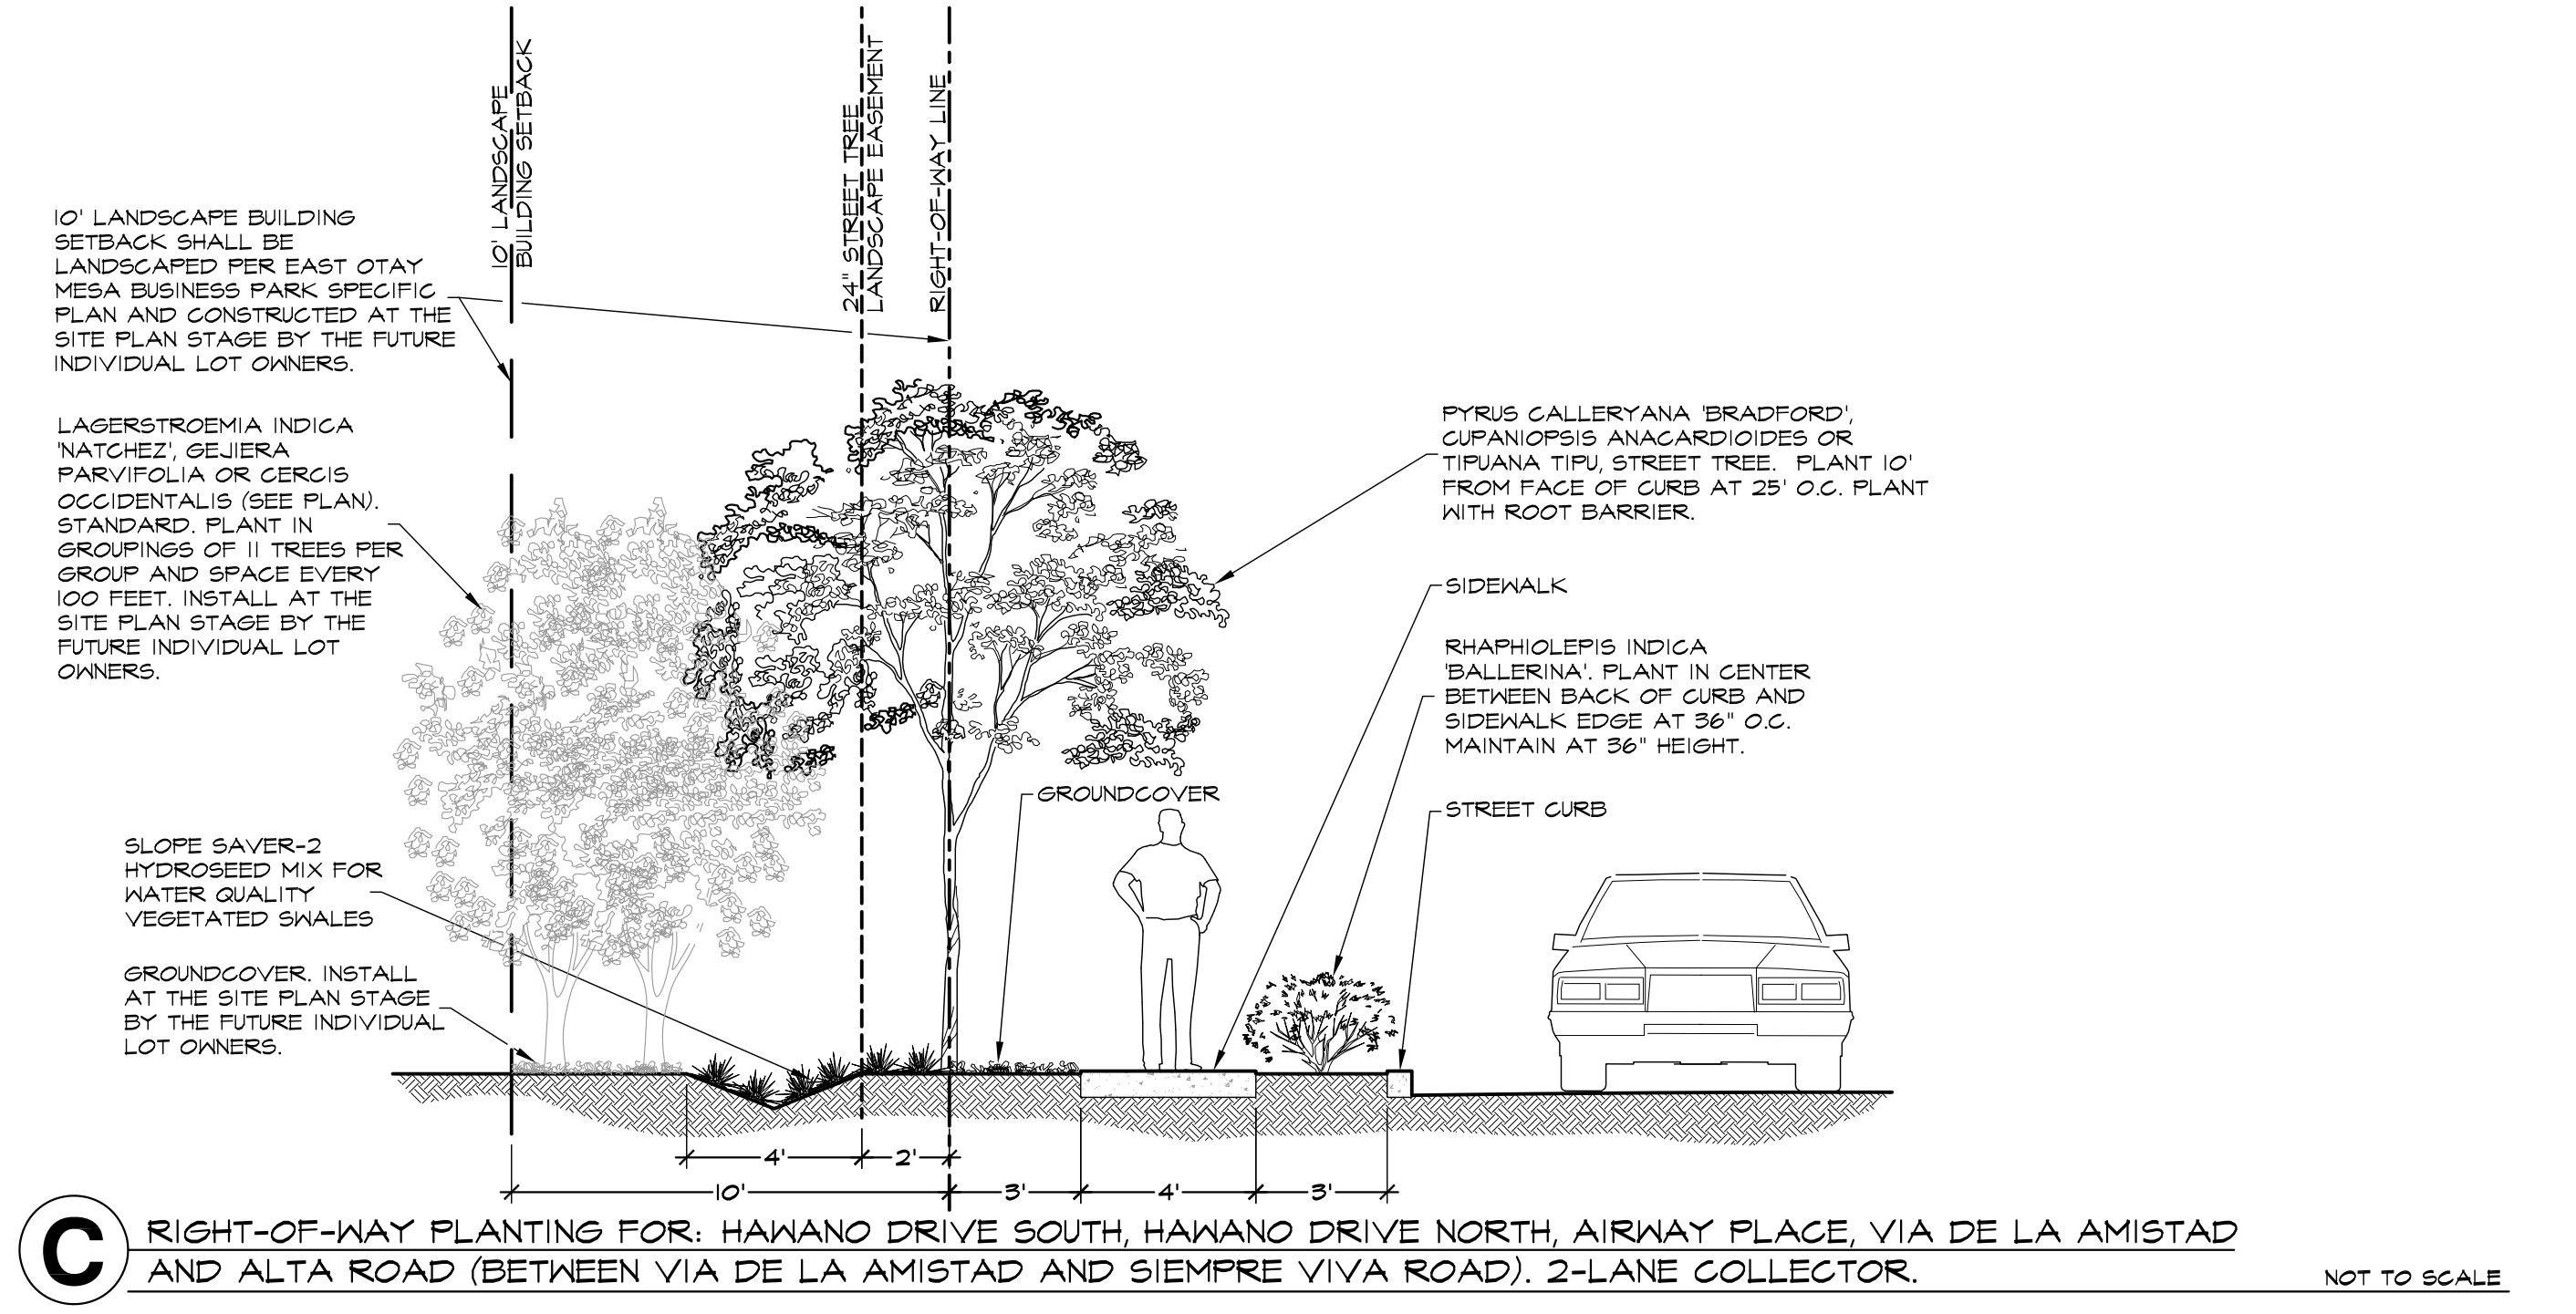 10' LANDSCAPE
BUILDING SETBACK
24" STREET TREE
LANDSCAPE EASEMENT
RIGHT-OF-WAY LINE
10' LANDSCAPE BUILDING
SETBACK SHALL BE
LANDSCAPED PER EAST OTAY
MESA BUSINESS PARK SPECIFIC
PLAN AND CONSTRUCTED AT THE
SITE PLAN STAGE BY THE FUTURE
INDIVIDUAL LOT OWNERS.
LAGERSTROEMIA INDICA
'NATCHEZ', GEJIERA
PARVIFOLIA OR CERCIS
OCCIDENTALIS (SEE PLAN).
STANDARD. PLANT IN
GROUPINGS OF 11 TREES PER
GROUP AND SPACE EVERY
100 FEET. INSTALL AT THE
SITE PLAN STAGE BY THE
FUTURE INDIVIDUAL LOT
OWNERS.
SLOPE SAVER-2
HYDROSEED MIX FOR
WATER QUALITY
VEGETATED SWALES
GROUNDCOVER. INSTALL
AT THE SITE PLAN STAGE
BY THE FUTURE INDIVIDUAL
LOT OWNERS.
GROUNDCOVER
PYRUS CALLERYANA 'BRADFORD',
CUPANIOPSIS ANACARDIOIDES OR
TIPUANA TIPU, STREET TREE. PLANT 10'
FROM FACE OF CURB AT 25' O.C. PLANT
WITH ROOT BARRIER.
SIDEWALK
RHAPHIOLEPIS INDICA
'BALLERINA'. PLANT IN CENTER
BETWEEN BACK OF CURB AND
SIDEWALK EDGE AT 36" O.C.
MAINTAIN AT 36" HEIGHT.
STREET CURB
4' 2'
10' 3' 4' 3'
C
RIGHT-OF-WAY PLANTING FOR: HAWANO DRIVE SOUTH, HAWANO DRIVE NORTH, AIRWAY PLACE, VIA DE LA AMISTAD
AND ALTA ROAD (BETWEEN VIA DE LA AMISTAD AND SIEMPRE VIVA ROAD). 2-LANE COLLECTOR.
NOT TO SCALE